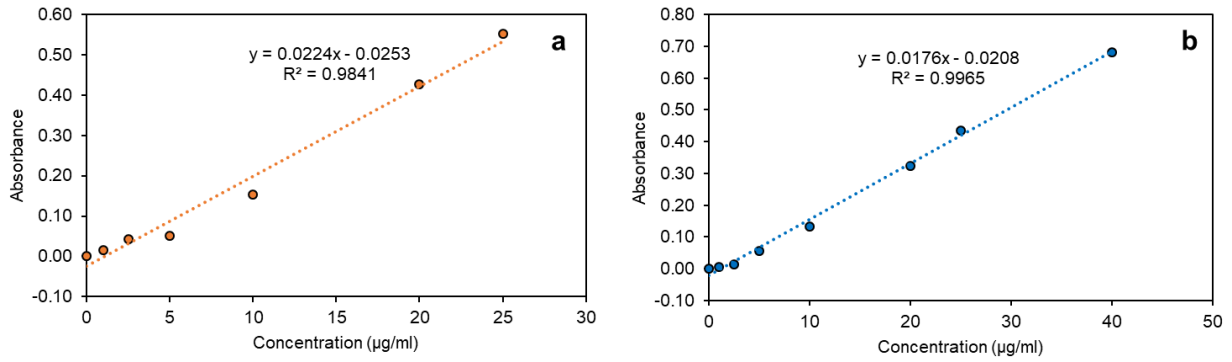 a
y = 0.0224x - 0.0253
R² = 0.9841
0.60
0.50
0.40
0.30
0.20
0.10
0.00
-0.10
0 5 10 15 20 25 30
Absorbance
Concentration (µg/ml)
b
y = 0.0176x - 0.0208
R² = 0.9965
0.80
0.70
0.60
0.50
0.40
0.30
0.20
0.10
0.00
-0.10
0 10 20 30 40 50
Absorbance
Concentration (µg/ml)